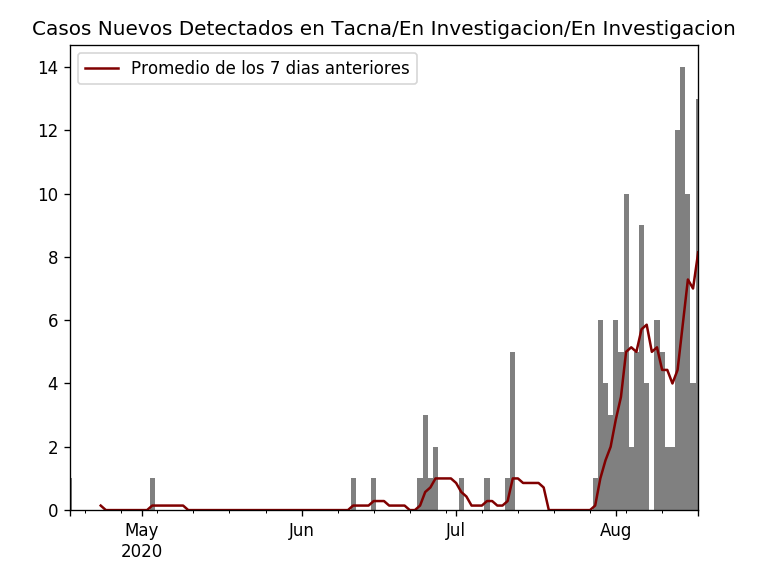 Casos Nuevos Detectados en Tacna/En Investigacion/En Investigacion
Promedio de los 7 dias anteriores
14
12
10
8
6
4
2
0
May
2020
Jun
Jul
Aug